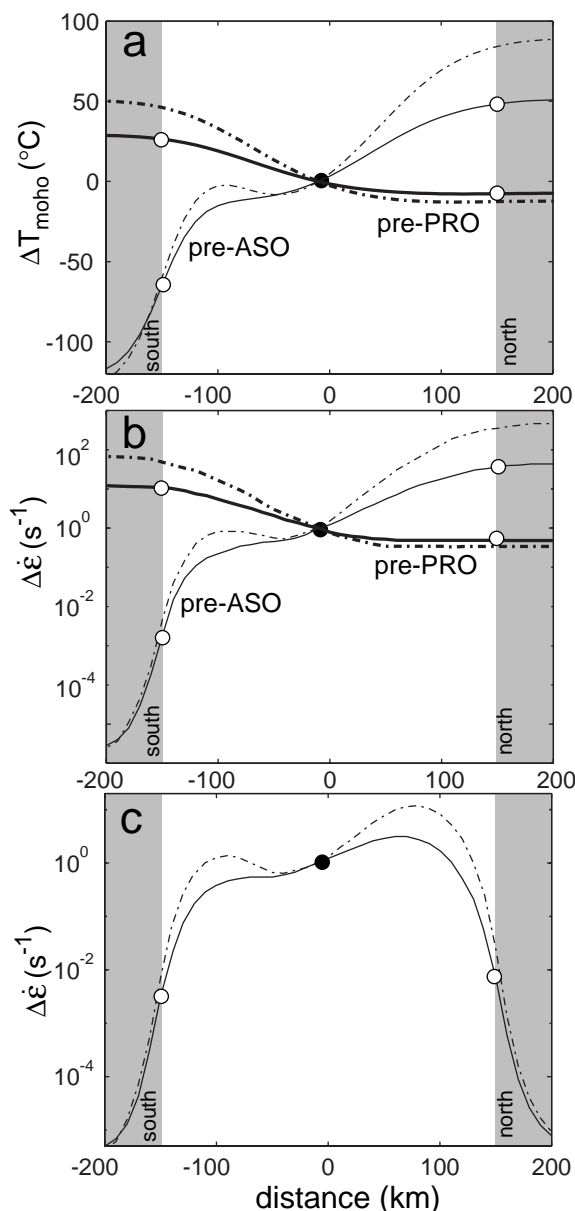 a
100
50
0
-50
-100
ΔT_moho (°C)
pre-ASO
pre-PRO
south
north
-200 -100 0 100 200
b
10^2
10^0
10^-2
10^-4
Δε̇ (s^-1)
pre-PRO
pre-ASO
south
north
-200 -100 0 100 200
c
10^0
10^-2
10^-4
Δε̇ (s^-1)
south
north
-200 -100 0 100 200
distance (km)